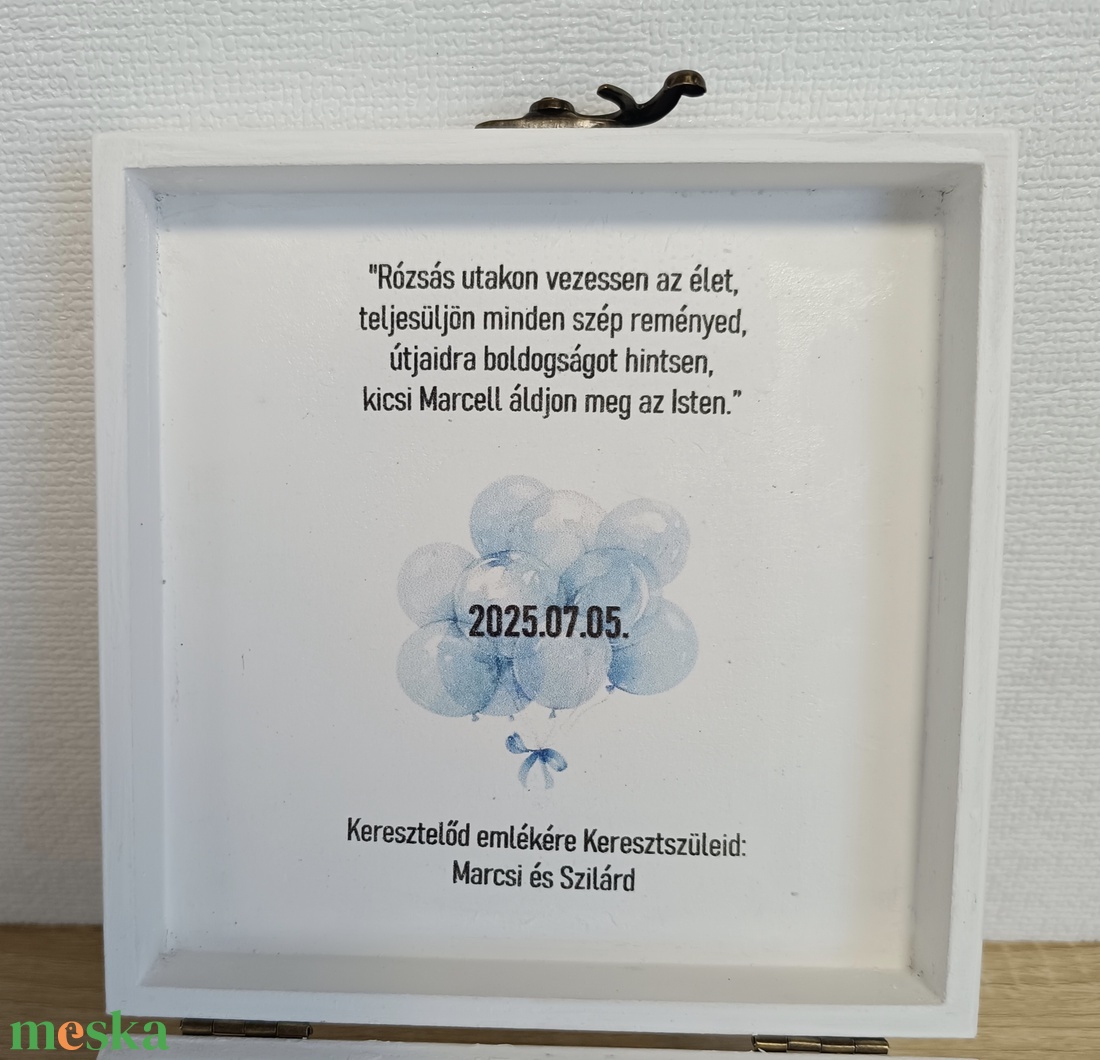 "Rózsás utakon vezessen az élet,
teljesüljön minden szép reményed,
útjaidra boldogságot hintsen,
kicsi Marcell áldjon meg az Isten.”
2025.07.05.
Keresztelőd emlékére Keresztszüleid:
Marcsi és Szilárd
meska